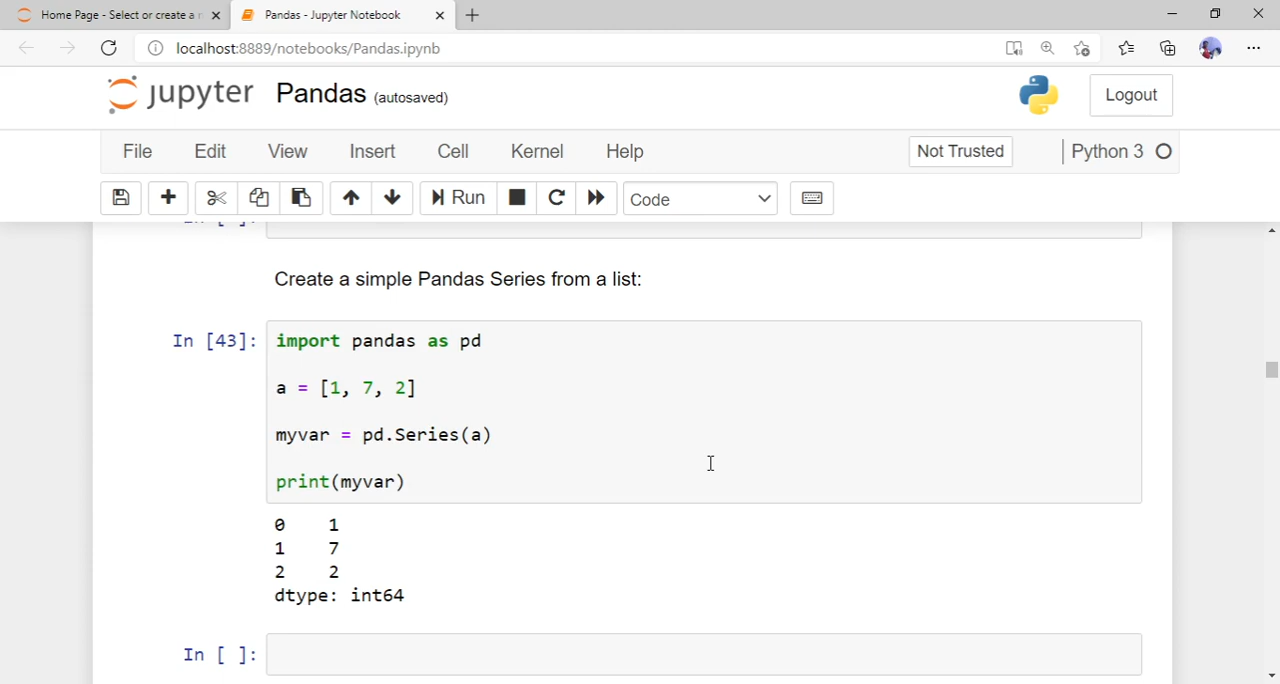 Home Page - Select or create a n
Pandas - Jupyter Notebook
localhost:8889/notebooks/Pandas.ipynb
jupyter Pandas (autosaved)
Logout
File Edit View Insert Cell Kernel Help Not Trusted Python 3
Run Code
Create a simple Pandas Series from a list:
In [43]: import pandas as pd
a = [1, 7, 2]
myvar = pd.Series(a)
print(myvar)
0 1
1 7
2 2
dtype: int64
In [ ]: